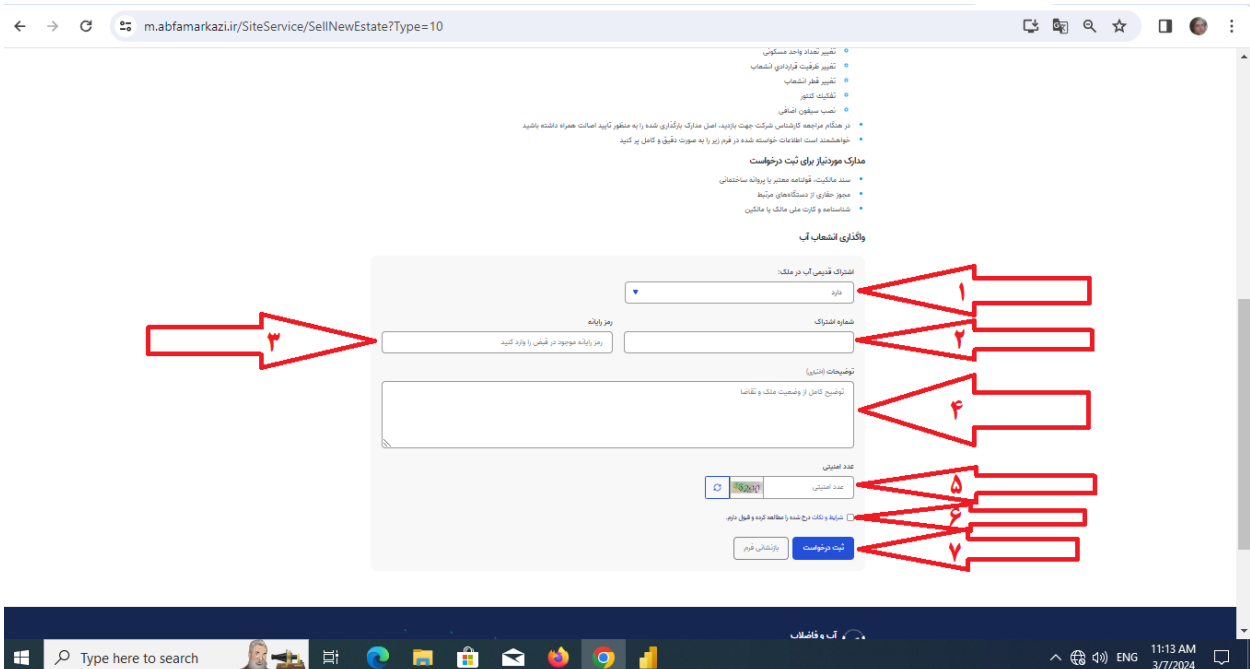 m.abfamarkazi.ir/SiteService/SellNewEstate?Type=10
تغییر تعداد واحد مسکونی
تغییر ظرفیت قراردادي انشعاب
تغییر قطر انشعاب
تفکیك کنتور
نصب سیفون اضافی
در هنگام مراجعه کارشناس شرکت جهت بازدید، اصل مدارک بارگذاری شده را به منظور تأیید اصالت همراه داشته باشید
خواهشمند است اطلاعات خواسته شده در فرم زیر را به صورت دقیق و کامل پر کنید
مدارک موردنیاز برای ثبت درخواست
سند مالکیت، قولنامه معتبر یا پروانه ساختمانی
مجوز حفاری از دستگاه‌های مرتبط
شناسنامه و کارت ملی مالک یا مالکین
واگذاری انشعاب آب
اشتراک قدیمی آب در ملک:
دارد
۱
شماره اشتراک
رمز رایانه
۲
رمز رایانه موجود در قبض را وارد کنید
۳
توضیحات (اختیاری)
توضیح کامل از وضعیت ملک و تقاضا
۴
عدد امنیتی
عدد امنیتی
۵
شرایط و نکات درج شده را مطالعه کرده و قبول دارم.
۶
ثبت درخواست
بازنشانی فرم
۷
آب و فاضلاب
Type here to search
ENG
11:13 AM
3/7/2024